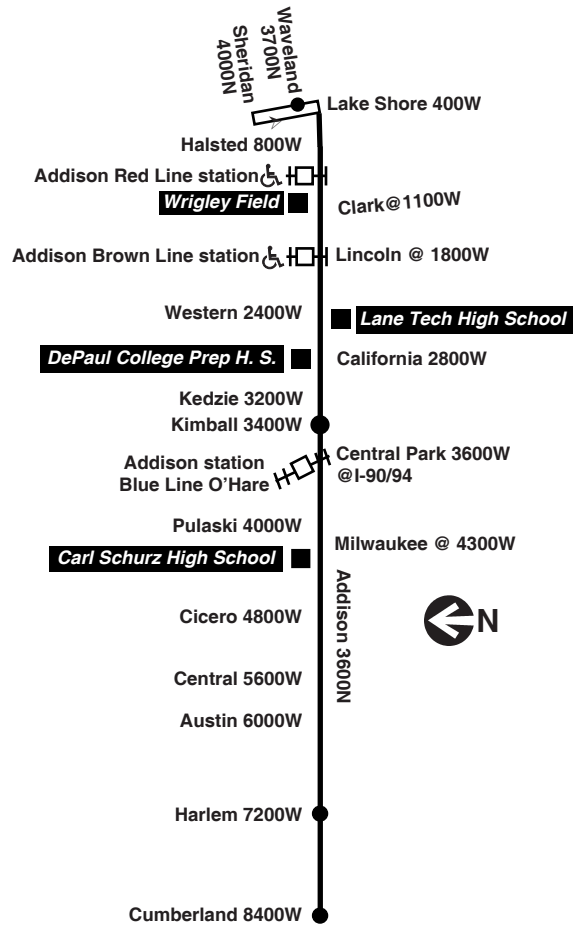 Waveland
3700N
Sheridan
4000N
Lake Shore 400W
Halsted 800W
Addison Red Line station
Wrigley Field
Clark@1100W
Addison Brown Line station
Lincoln @ 1800W
Western 2400W
Lane Tech High School
DePaul College Prep H. S.
California 2800W
Kedzie 3200W
Kimball 3400W
Central Park 3600W
@I-90/94
Addison station
Blue Line O'Hare
Pulaski 4000W
Milwaukee @ 4300W
Carl Schurz High School
Addison 3600N
Cicero 4800W
N
Central 5600W
Austin 6000W
Harlem 7200W
Cumberland 8400W